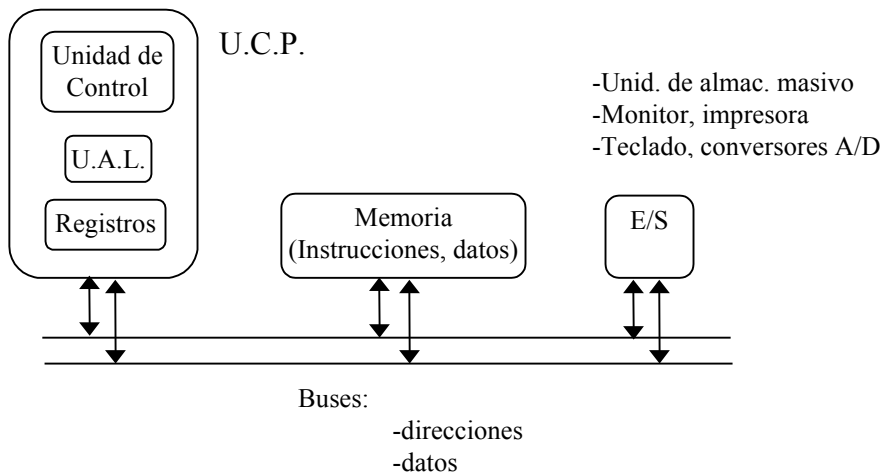 U.C.P.
Unidad de
Control
U.A.L.
Registros
-Unid. de almac. masivo
-Monitor, impresora
-Teclado, conversores A/D
Memoria
(Instrucciones, datos)
E/S
Buses:
-direcciones
-datos